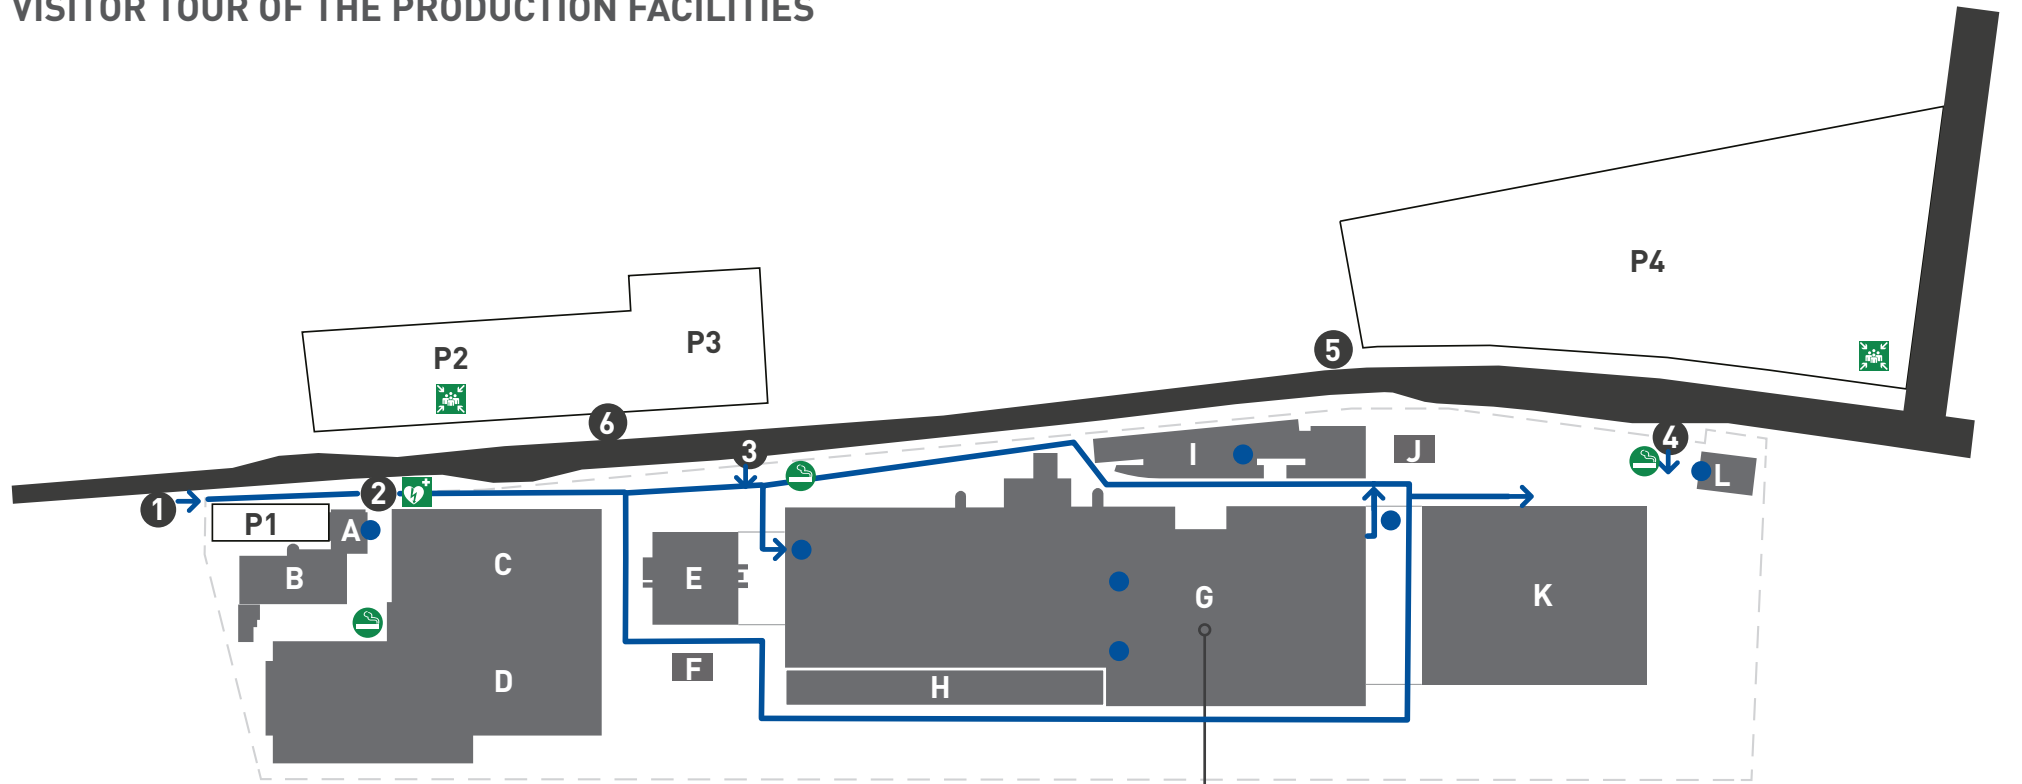 VISITOR TOUR OF THE PRODUCTION FACILITIES
P4
P3
5
P2
6
3
4
I
J
L
2
1
P1
A
C
B
E
G
K
F
D
H